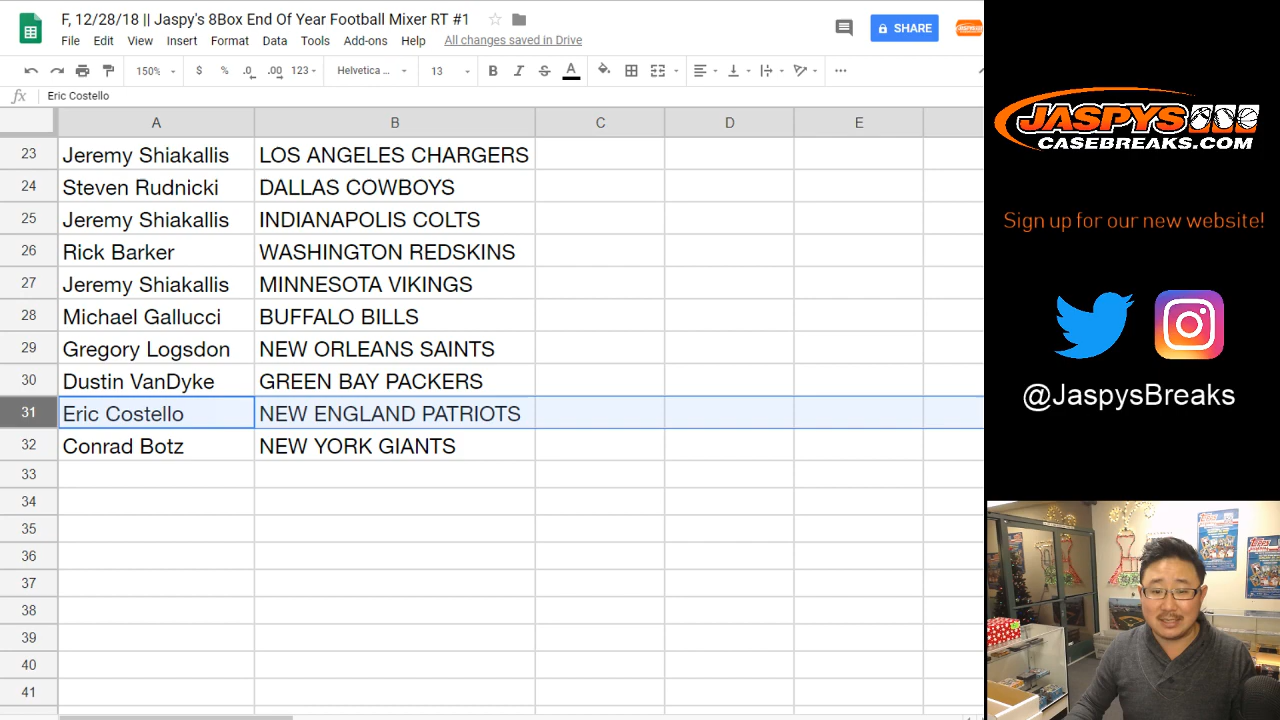 F, 12/28/18 || Jaspy's 8Box End Of Year Football Mixer RT #1
File Edit View Insert Format Data Tools Add-ons Help All changes saved in Drive
SHARE
150% $ % .0 .00 123 Helvetica ... 13 B I S A
fx Eric Costello
A B C D E
23 Jeremy Shiakallis LOS ANGELES CHARGERS
24 Steven Rudnicki DALLAS COWBOYS
25 Jeremy Shiakallis INDIANAPOLIS COLTS
26 Rick Barker WASHINGTON REDSKINS
27 Jeremy Shiakallis MINNESOTA VIKINGS
28 Michael Gallucci BUFFALO BILLS
29 Gregory Logsdon NEW ORLEANS SAINTS
30 Dustin VanDyke GREEN BAY PACKERS
31 Eric Costello NEW ENGLAND PATRIOTS
32 Conrad Botz NEW YORK GIANTS
33
34
35
36
37
38
39
40
41
JASPYS
CASEBREAKS.COM
Sign up for our new website!
@JaspysBreaks